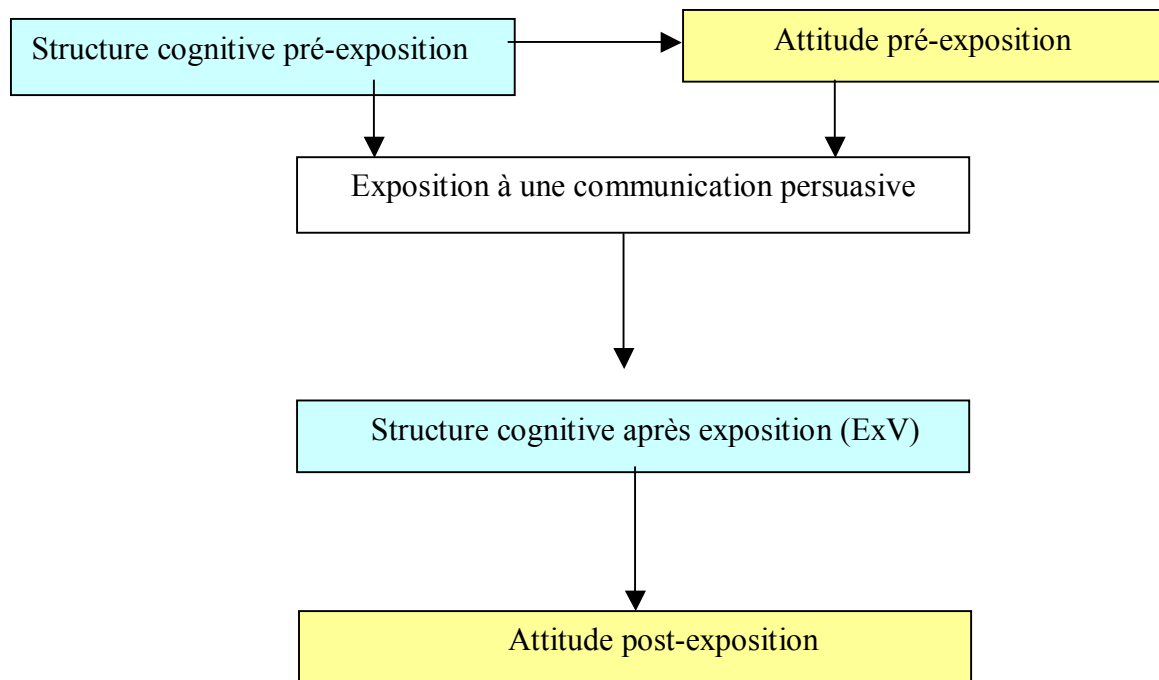 Structure cognitive pré-exposition
Attitude pré-exposition
Exposition à une communication persuasive
Structure cognitive après exposition (ExV)
Attitude post-exposition